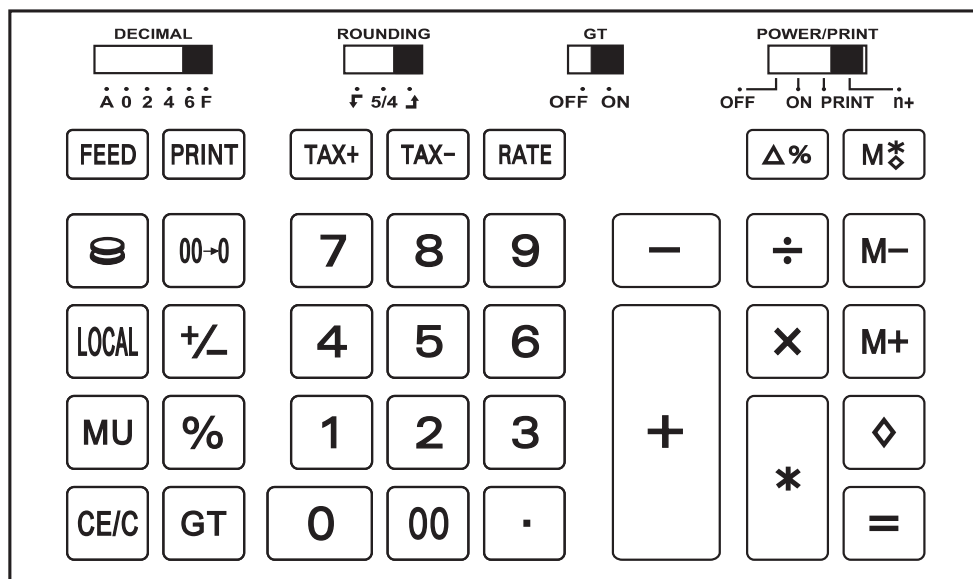 DECIMAL ROUNDING GT POWER/PRINT
A 0 2 4 6 F 5/4 OFF ON OFF ON PRINT n+
FEED PRINT TAX+ TAX− RATE △% M*◇
00→0 7 8 9 − ÷ M−
LOCAL +/− 4 5 6 × M+
MU % 1 2 3 + ◇
CE/C GT 0 00 . * =